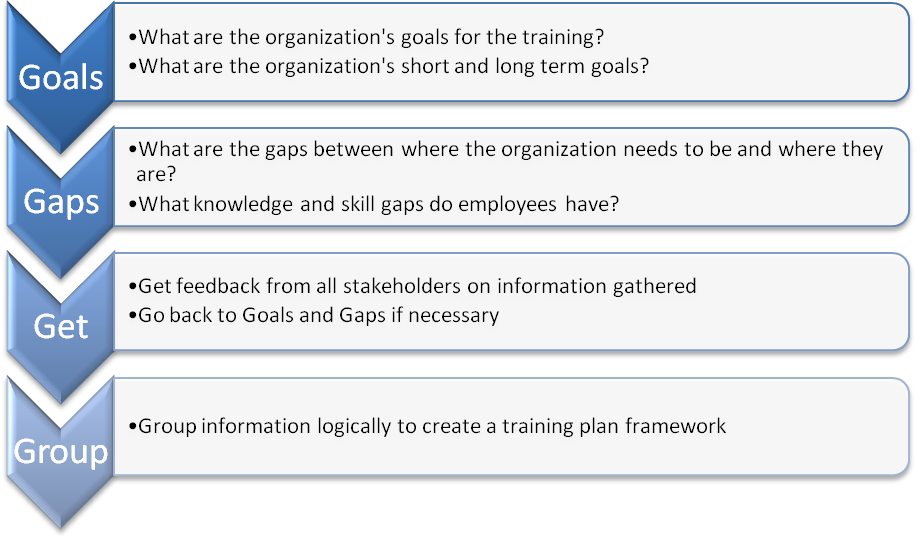 Goals
•What are the organization's goals for the training?
•What are the organization's short and long term goals?
Gaps
•What are the gaps between where the organization needs to be and where they
are?
•What knowledge and skill gaps do employees have?
Get
•Get feedback from all stakeholders on information gathered
•Go back to Goals and Gaps if necessary
Group
•Group information logically to create a training plan framework